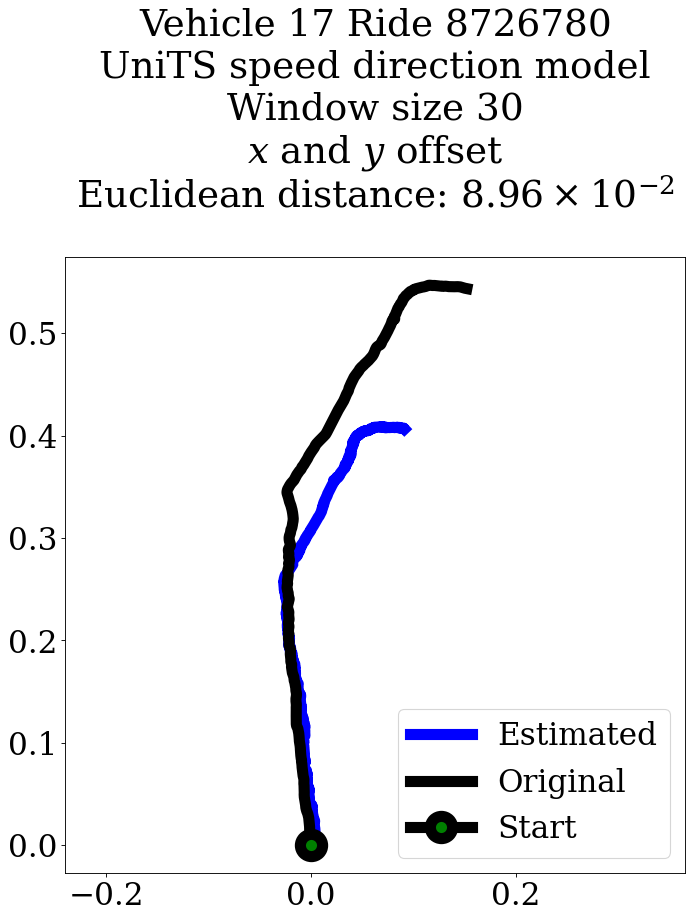 Vehicle 17 Ride 8726780
UniTS speed direction model
Window size 30
x and y offset
Euclidean distance: 8.96 × 10⁻²
0.5
0.4
0.3
0.2
0.1
0.0
−0.2 0.0 0.2
Estimated
Original
Start